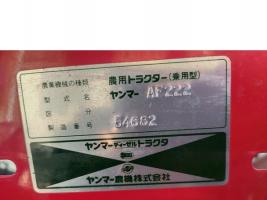 農業機械の種類 農用トラクター(乗用型)
型式名 ヤンマー AF222
区分
製造番号 54662
ヤンマーディーゼルトラクタ
ヤンマー農機株式会社